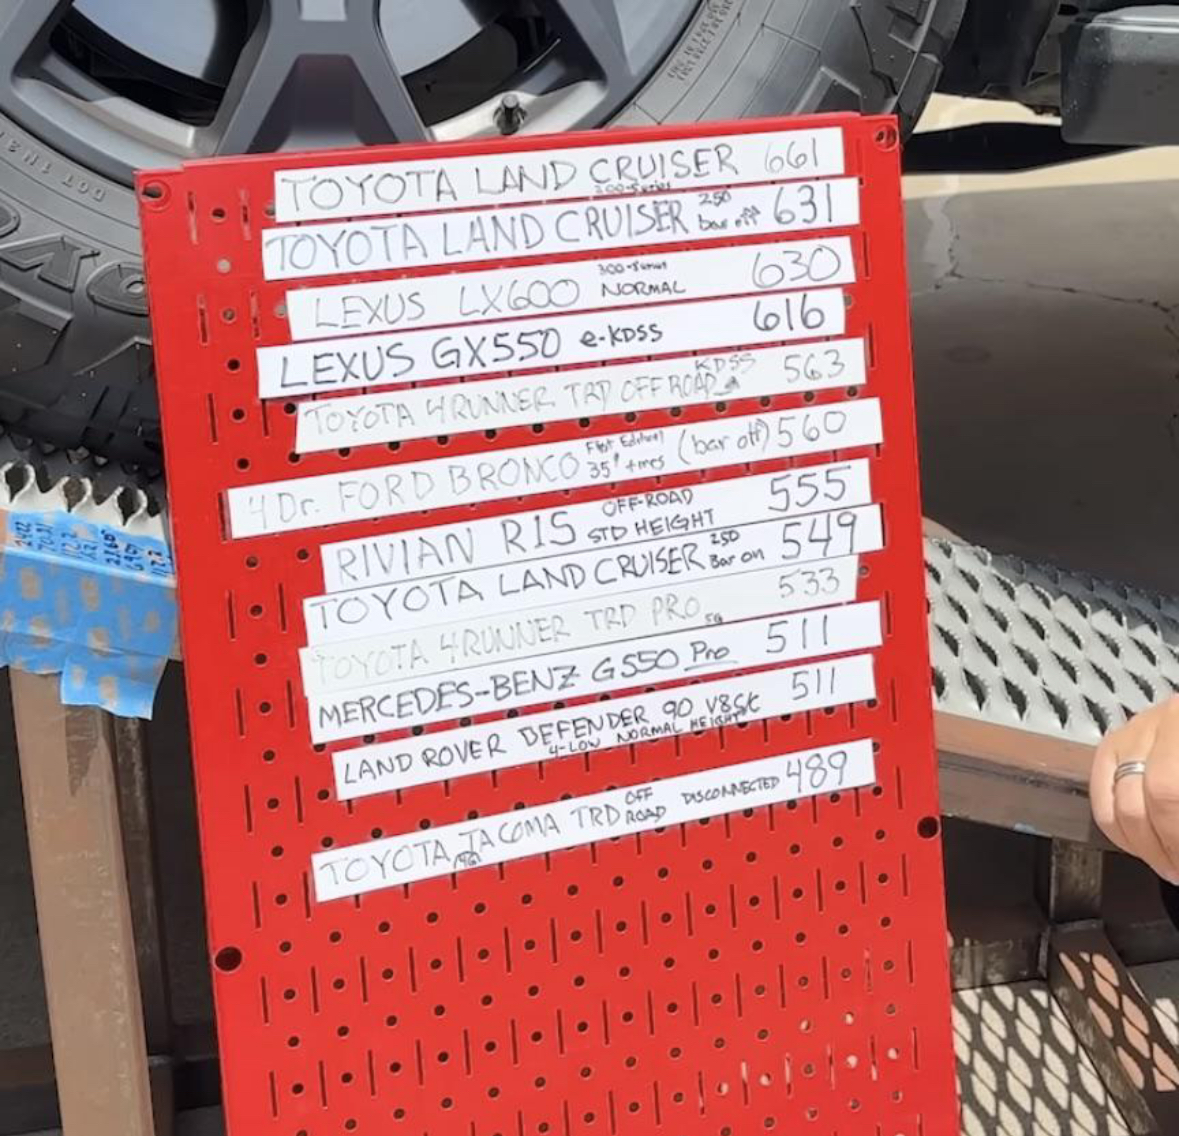 TOYOTA LAND CRUISER 300-Series 661
TOYOTA LAND CRUISER 250 bar off 631
LEXUS LX600 300-Series NORMAL 630
LEXUS GX550 e-KDSS 616
TOYOTA 4RUNNER TRD OFF ROAD KDSS 563
4 Dr. FORD BRONCO First Edition 35" tires (bar off) 560
RIVIAN R1S OFF-ROAD STD HEIGHT 555
TOYOTA LAND CRUISER 250 Bar on 549
TOYOTA 4RUNNER TRD PRO 5G 533
MERCEDES-BENZ G550 Pro 511
LAND ROVER DEFENDER 90 V8 4-LOW NORMAL HEIGHT 511
TOYOTA TACOMA TRD OFF ROAD DISCONNECTED 489